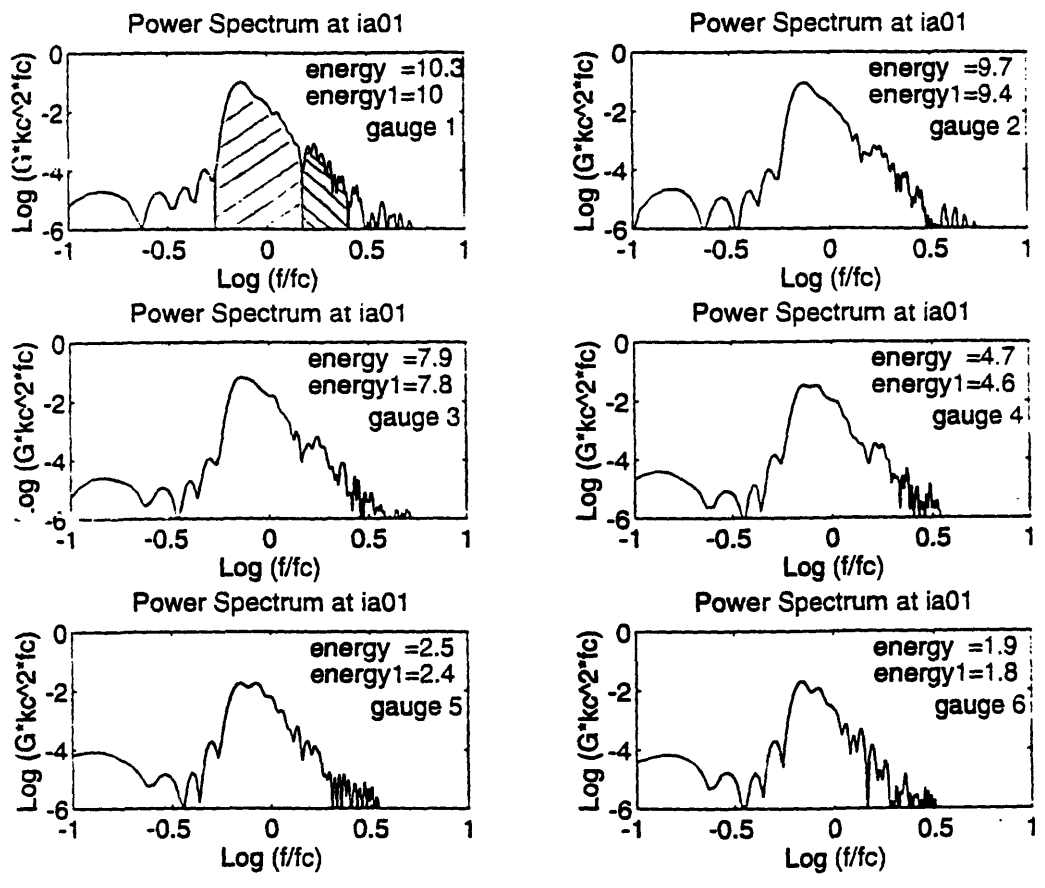 Power Spectrum at ia01
Log (G*kc^2*fc)
0
-2
-4
-6
energy =10.3
energy1=10
gauge 1
-1 -0.5 0 0.5 1
Log (f/fc)
Power Spectrum at ia01
Log (G*kc^2*fc)
0
-2
-4
-6
energy =9.7
energy1=9.4
gauge 2
-1 -0.5 0 0.5 1
Log (f/fc)
Power Spectrum at ia01
Log (G*kc^2*fc)
0
-2
-4
-6
energy =7.9
energy1=7.8
gauge 3
-1 -0.5 0 0.5 1
Log (f/fc)
Power Spectrum at ia01
Log (G*kc^2*fc)
0
-2
-4
-6
energy =4.7
energy1=4.6
gauge 4
-1 -0.5 0 0.5 1
Log (f/fc)
Power Spectrum at ia01
Log (G*kc^2*fc)
0
-2
-4
-6
energy =2.5
energy1=2.4
gauge 5
-1 -0.5 0 0.5 1
Log (f/fc)
Power Spectrum at ia01
Log (G*kc^2*fc)
0
-2
-4
-6
energy =1.9
energy1=1.8
gauge 6
-1 -0.5 0 0.5 1
Log (f/fc)